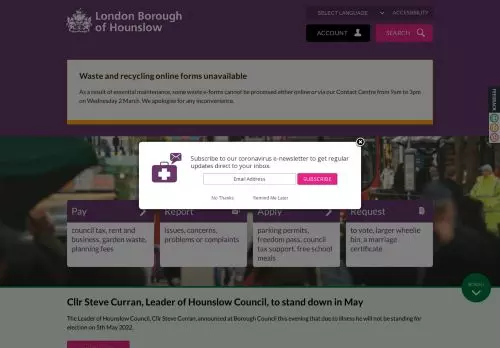 London Borough
of Hounslow
SELECT LANGUAGE
ACCESSIBILITY
ACCOUNT
SEARCH
Waste and recycling online forms unavailable
As a result of essential maintenance, some waste e-forms cannot be processed either online or via our Contact Centre from 9am to 3pm
on Wednesday 2 March. We apologise for any inconvenience.
FEEDBACK
Subscribe to our coronavirus e-newsletter to get regular
updates direct to your inbox.
Email Address
SUBSCRIBE
No Thanks
Remind Me Later
Pay
Report
Apply
Request
council tax, rent and
business, garden waste,
planning fees
issues, concerns,
problems or complaints
parking permits,
freedom pass, council
tax support, free school
meals
to vote, larger wheelie
bin, a marriage
certificate
SCROLL
Cllr Steve Curran, Leader of Hounslow Council, to stand down in May
The Leader of Hounslow Council, Cllr Steve Curran, announced at Borough Council this evening that due to illness he will not be standing for
election on 5th May 2022.